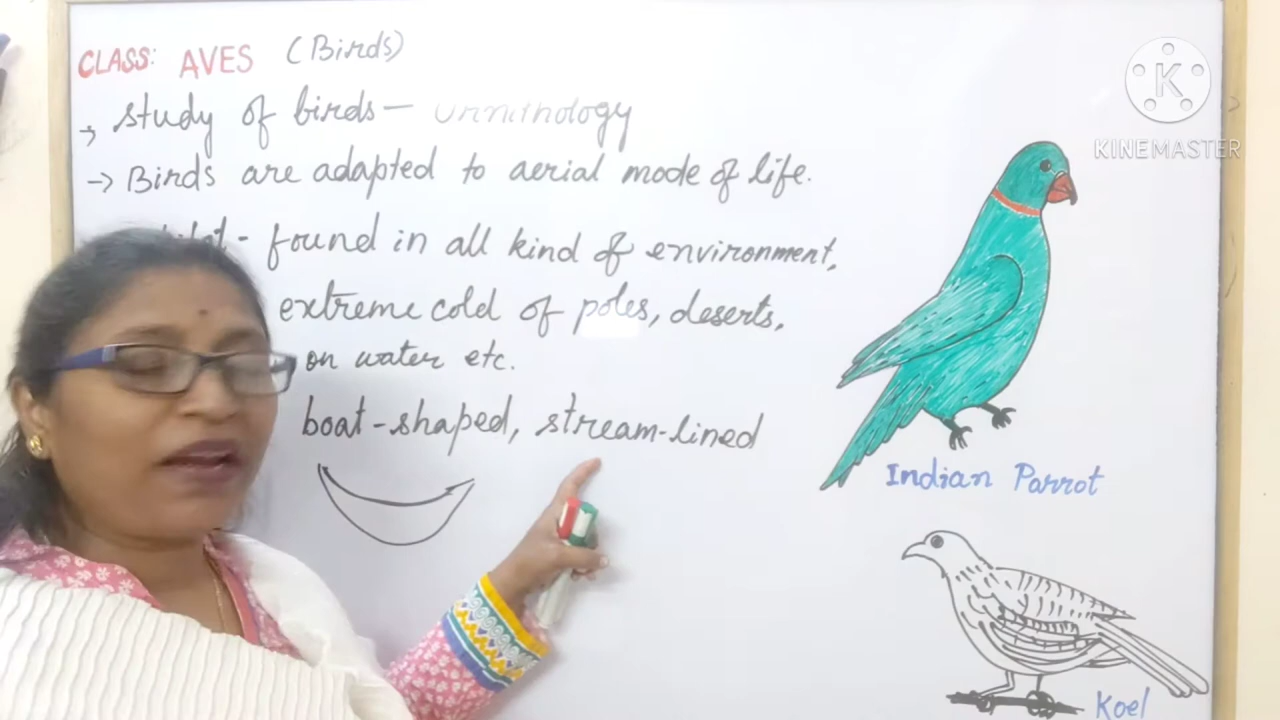 CLASS: AVES (Birds)
→ study of birds - Ornithology
→ Birds are adapted to aerial mode of life.
found in all kind of environment,
extreme cold of poles, deserts,
on water etc.
boat-shaped, stream-lined
Indian Parrot
Koel
K
KINEMASTER